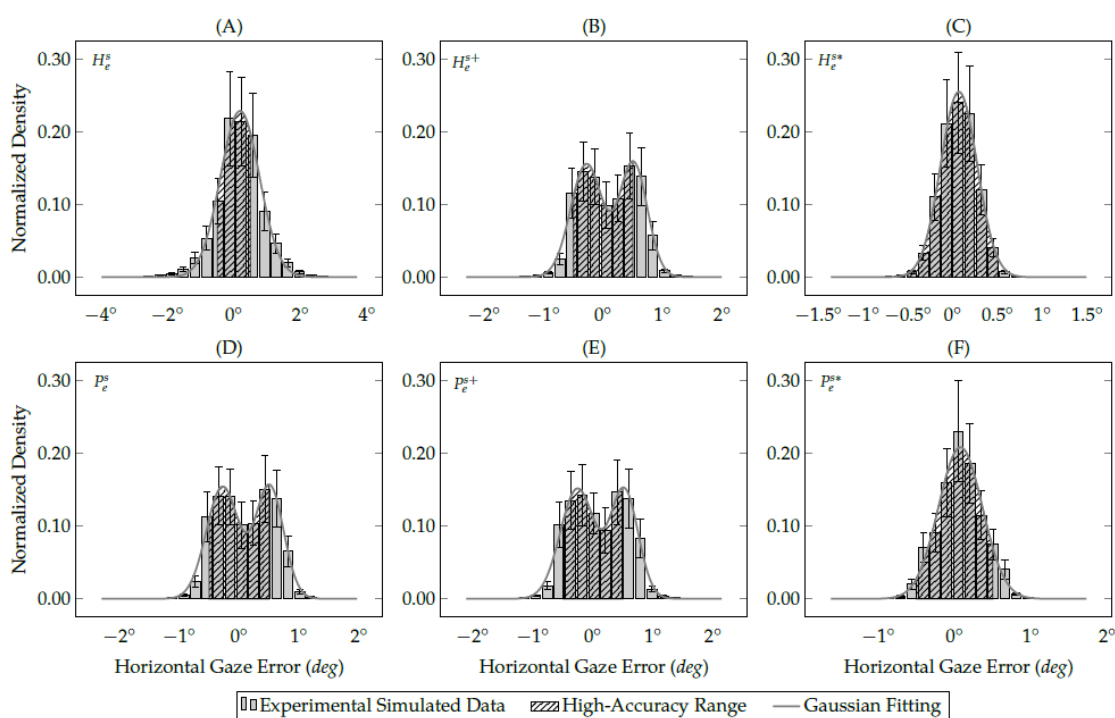 (A) (B) (C)
Normalized Density
0.30 0.20 0.10 0.00
H_e^s
−4° −2° 0° 2° 4°
0.30 0.20 0.10 0.00
H_e^{s+}
−2° −1° 0° 1° 2°
0.30 0.20 0.10 0.00
H_e^{s*}
−1.5° −1° −0.5° 0° 0.5° 1° 1.5°
(D) (E) (F)
Normalized Density
0.30 0.20 0.10 0.00
P_e^s
−2° −1° 0° 1° 2°
Horizontal Gaze Error (deg)
0.30 0.20 0.10 0.00
P_e^{s+}
−2° −1° 0° 1° 2°
Horizontal Gaze Error (deg)
0.30 0.20 0.10 0.00
P_e^{s*}
−1° 0° 1° 2°
Horizontal Gaze Error (deg)
Experimental Simulated Data High-Accuracy Range Gaussian Fitting